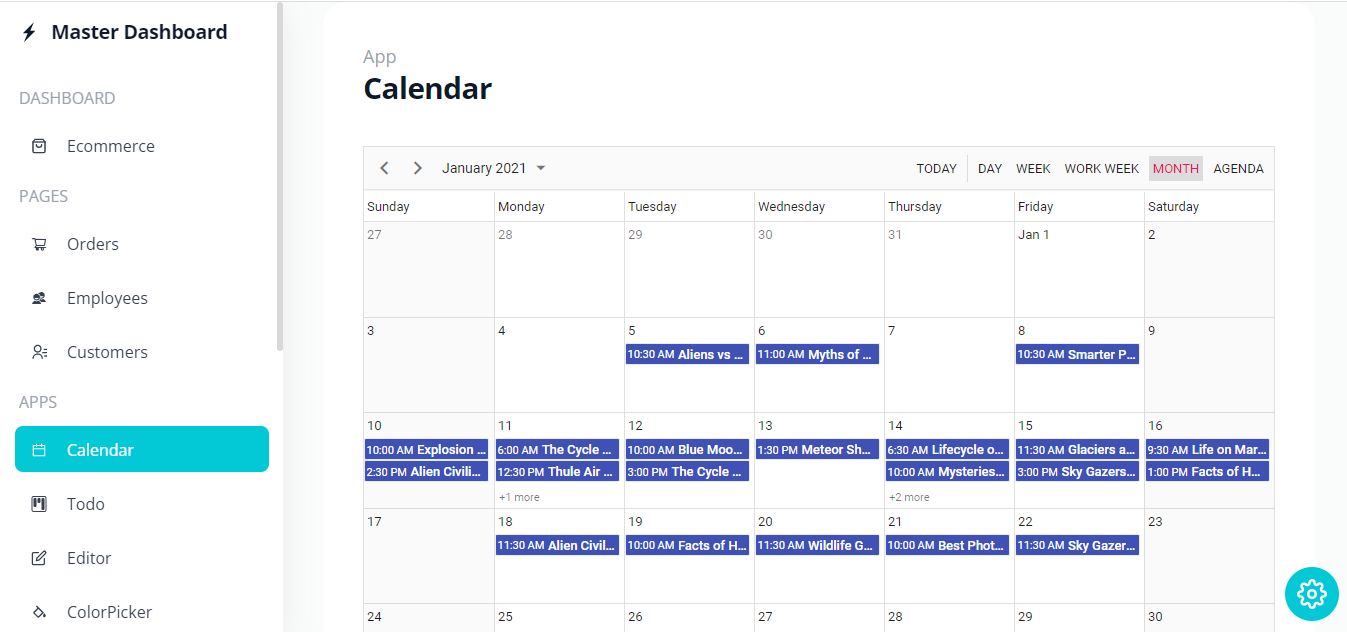 Master Dashboard
DASHBOARD
Ecommerce
PAGES
Orders
Employees
Customers
APPS
Calendar
Todo
Editor
ColorPicker
App
Calendar
January 2021
TODAY DAY WEEK WORK WEEK MONTH AGENDA
Sunday Monday Tuesday Wednesday Thursday Friday Saturday
27 28 29 30 31 Jan 1 2
3 4 5 6 7 8 9
10:30 AM Aliens vs ... 11:00 AM Myths of ... 10:30 AM Smarter P...
10 11 12 13 14 15 16
10:00 AM Explosion ... 6:00 AM The Cycle ... 10:00 AM Blue Moo... 1:30 PM Meteor Sh... 6:30 AM Lifecycle o... 11:30 AM Glaciers a... 9:30 AM Life on Mar...
2:30 PM Alien Civili... 12:30 PM Thule Air ... 3:00 PM The Cycle ... 10:00 AM Mysteries... 3:00 PM Sky Gazers... 1:00 PM Facts of H...
+1 more +2 more
17 18 19 20 21 22 23
11:30 AM Alien Civil... 10:00 AM Facts of H... 11:30 AM Wildlife G... 10:00 AM Best Phot... 11:30 AM Sky Gazer...
24 25 26 27 28 29 30